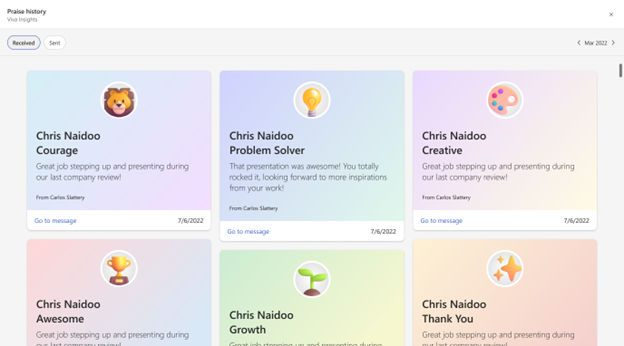 Praise history
Viva Insights
Received
Sent
Mar 2022
Chris Naidoo
Courage
Great job stepping up and presenting during
our last company review!
From Carlos Slattery
Go to message
7/6/2022
Chris Naidoo
Problem Solver
That presentation was awesome! You totally
rocked it, looking forward to more inspirations
from your work!
From Carlos Slattery
Go to message
7/6/2022
Chris Naidoo
Creative
Great job stepping up and presenting during
our last company review!
From Carlos Slattery
Go to message
7/6/2022
Chris Naidoo
Awesome
Great job stepping up and presenting during
our last company review!
Chris Naidoo
Growth
Great job stepping up and presenting during
Chris Naidoo
Thank You
Great job stepping up and presenting during
our last company review!